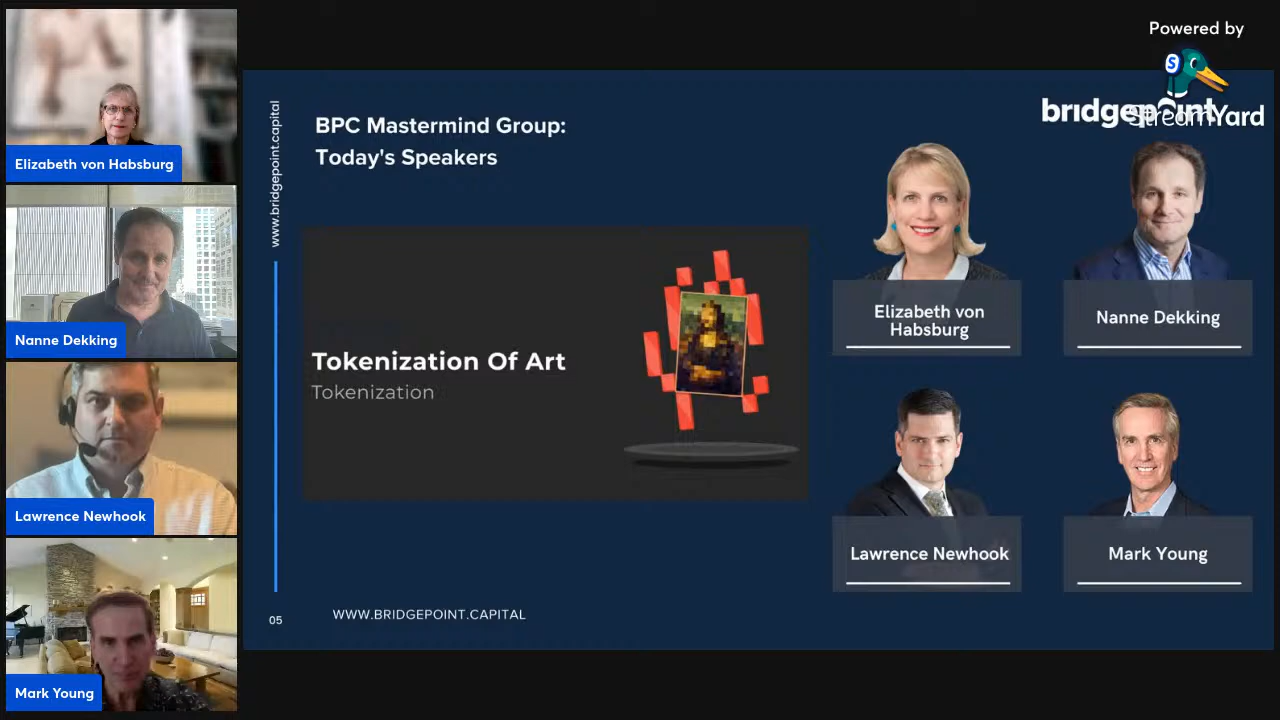 Powered by
bridgepoint
StreamYard
Elizabeth von Habsburg
Nanne Dekking
Lawrence Newhook
Mark Young
www.bridgepoint.capital
BPC Mastermind Group:
Today's Speakers
Tokenization Of Art
Tokenization
Elizabeth von
Habsburg
Nanne Dekking
Lawrence Newhook
Mark Young
05
WWW.BRIDGEPOINT.CAPITAL